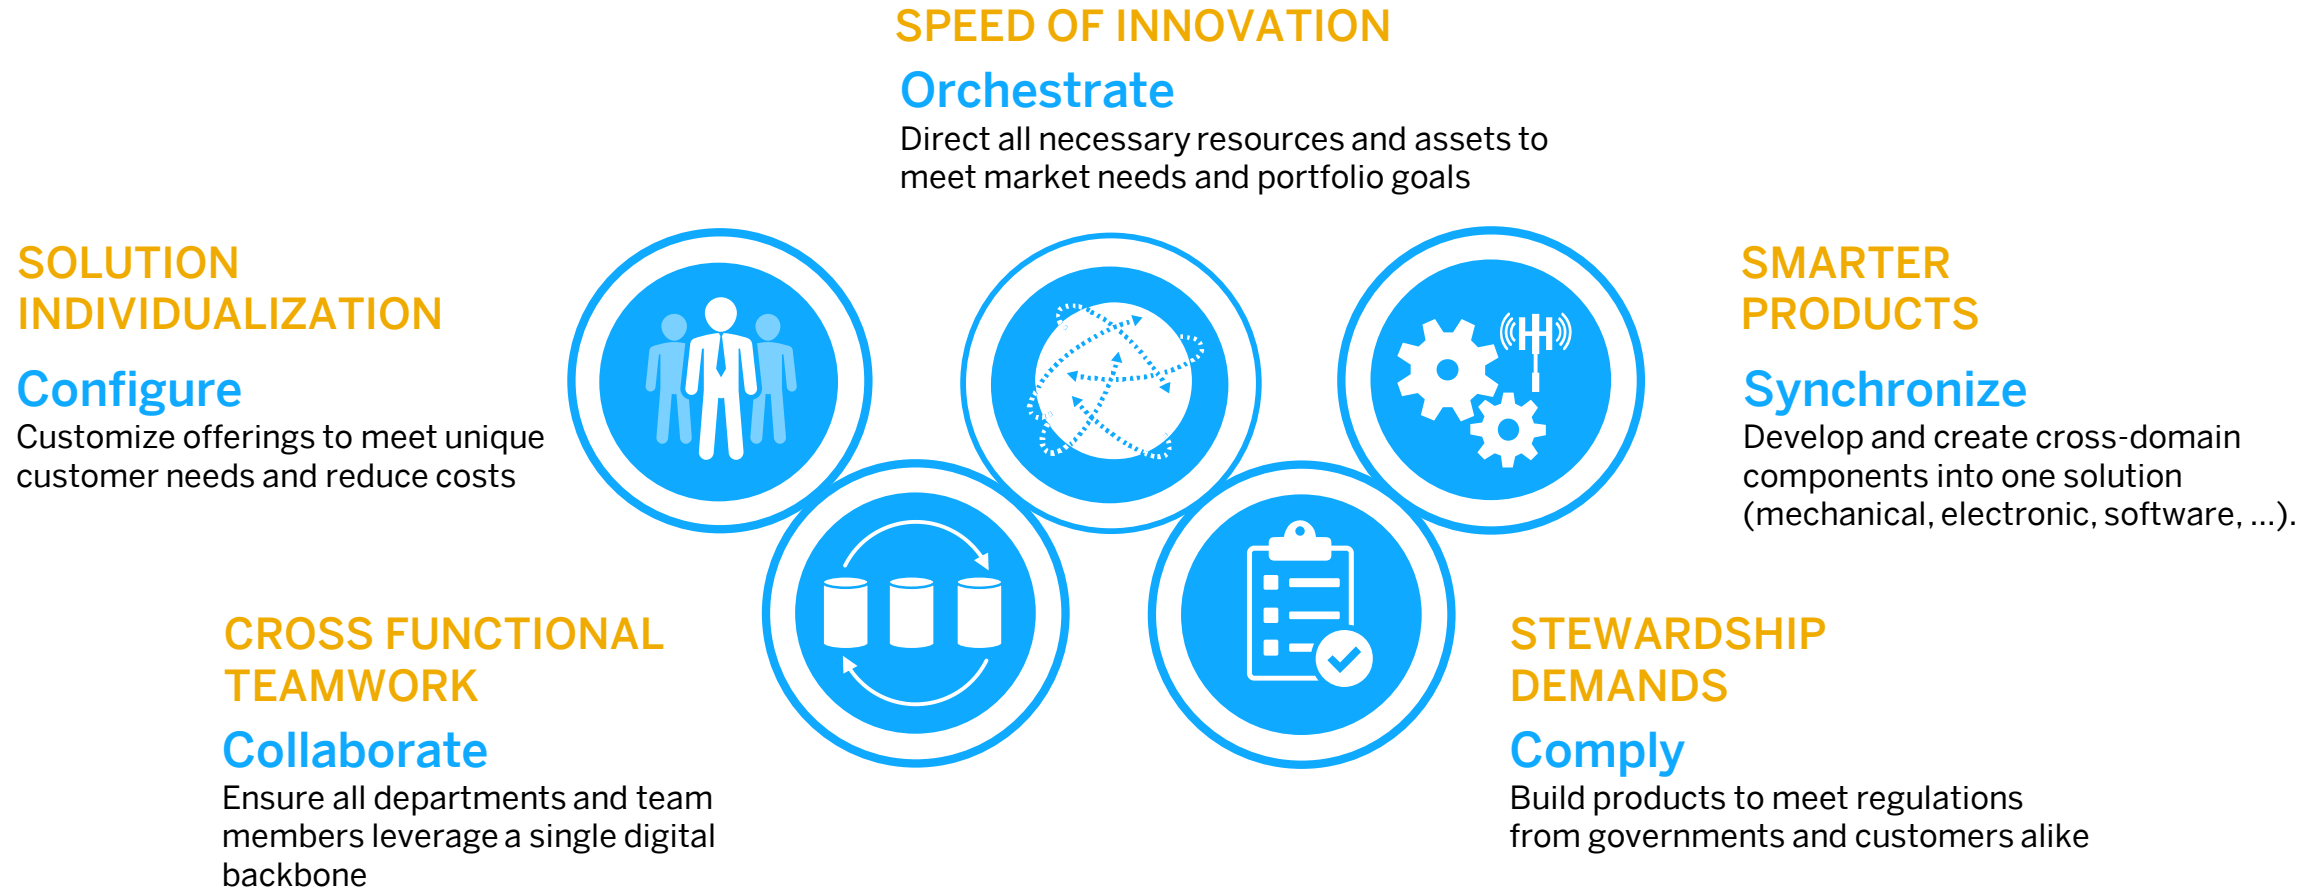 SPEED OF INNOVATION
Orchestrate
Direct all necessary resources and assets to
meet market needs and portfolio goals
SOLUTION
INDIVIDUALIZATION
Configure
Customize offerings to meet unique
customer needs and reduce costs
SMARTER
PRODUCTS
Synchronize
Develop and create cross-domain
components into one solution
(mechanical, electronic, software, ...).
CROSS FUNCTIONAL
TEAMWORK
Collaborate
Ensure all departments and team
members leverage a single digital
backbone
STEWARDSHIP
DEMANDS
Comply
Build products to meet regulations
from governments and customers alike